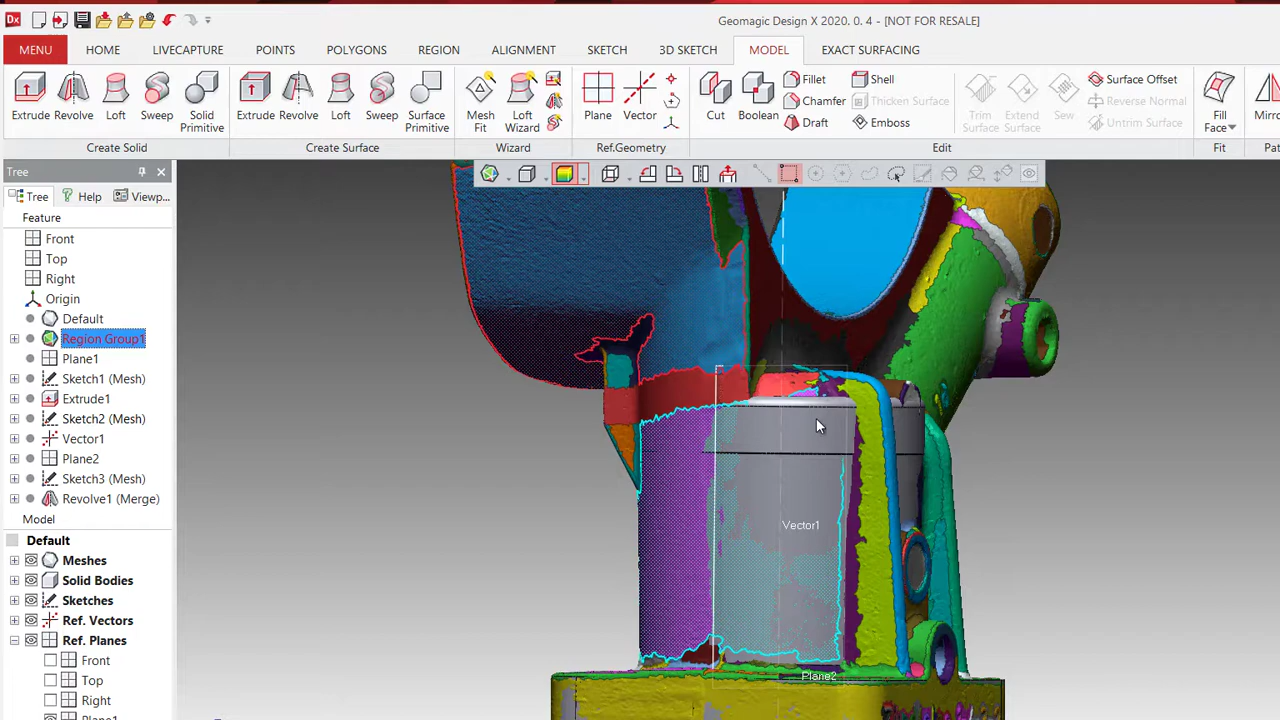 Dx
Geomagic Design X 2020. 0. 4 - [NOT FOR RESALE]
MENU HOME LIVECAPTURE POINTS POLYGONS REGION ALIGNMENT SKETCH 3D SKETCH MODEL EXACT SURFACING
Extrude Revolve Loft Sweep Solid Primitive
Create Solid
Extrude Revolve Loft Sweep Surface Primitive
Create Surface
Mesh Fit Loft Wizard
Wizard
Plane Vector
Ref.Geometry
Cut Boolean
Fillet
Chamfer
Draft
Shell
Thicken Surface
Emboss
Trim Surface Extend Surface Sew
Surface Offset
Reverse Normal
Untrim Surface
Edit
Fill Face
Fit
Mirro
Pat
Tree
Tree Help Viewp...
Feature
Front
Top
Right
Origin
Default
Region Group1
Plane1
Sketch1 (Mesh)
Extrude1
Sketch2 (Mesh)
Vector1
Plane2
Sketch3 (Mesh)
Revolve1 (Merge)
Model
Default
Meshes
Solid Bodies
Sketches
Ref. Vectors
Ref. Planes
Front
Top
Right
Plane1
Vector1
Plane2